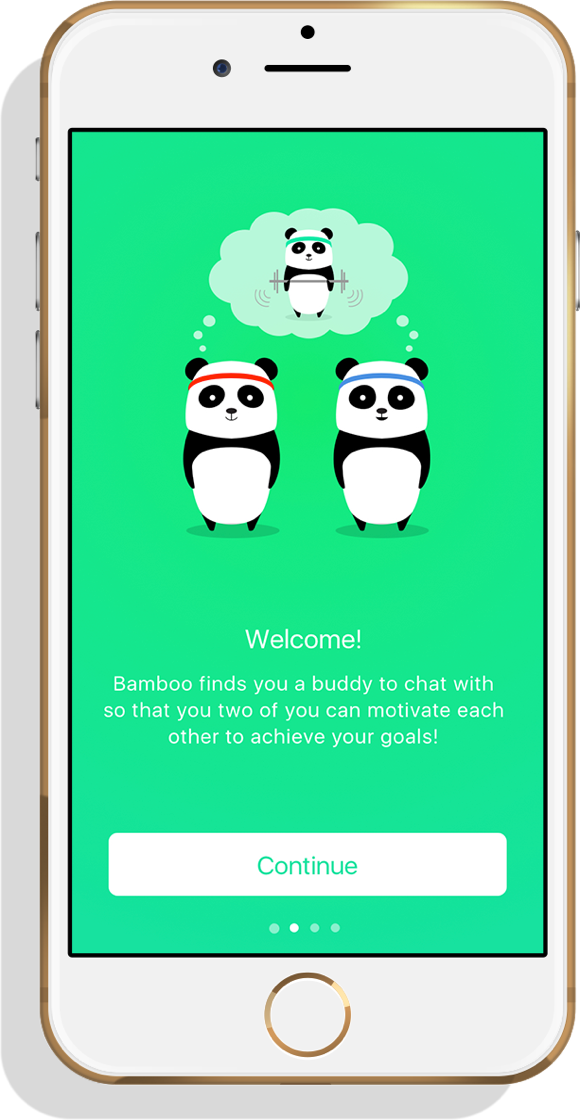 Welcome!
Bamboo finds you a buddy to chat with
so that you two of you can motivate each
other to achieve your goals!
Continue